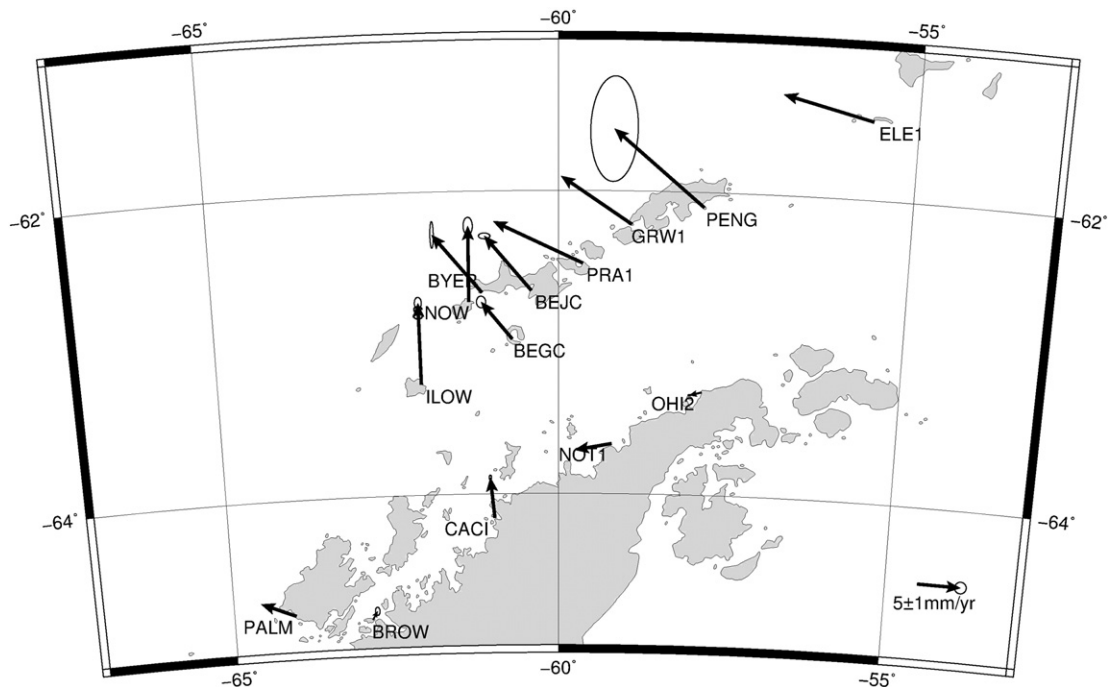 −65˚
−60˚
−55˚
ELE1
PENG
−62˚
−62˚
GRW1
PRA1
BYER
BEJC
SNOW
BEGC
ILOW
OHI2
NOT1
−64˚
−64˚
CACI
5±1mm/yr
PALM
BROW
−65˚
−60˚
−55˚